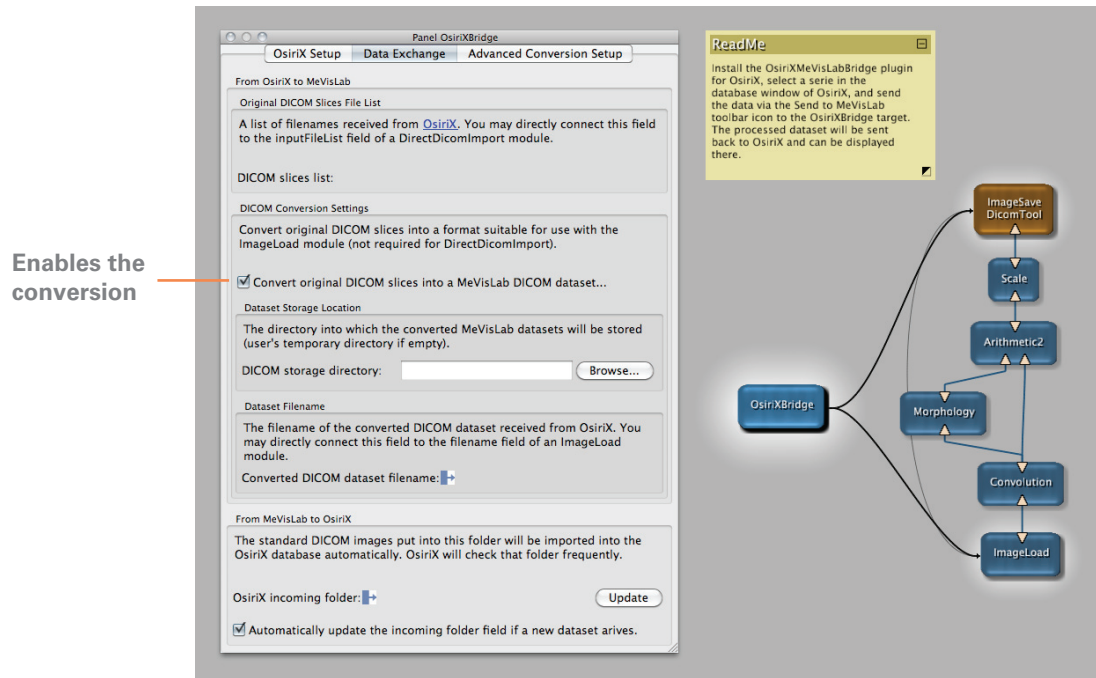 Enables the
conversion
Panel OsiriXBridge
OsiriX Setup
Data Exchange
Advanced Conversion Setup
From OsiriX to MeVisLab
Original DICOM Slices File List
A list of filenames received from OsiriX. You may directly connect this field
to the inputFileList field of a DirectDicomImport module.
DICOM slices list:
DICOM Conversion Settings
Convert original DICOM slices into a format suitable for use with the
ImageLoad module (not required for DirectDicomImport).
Convert original DICOM slices into a MeVisLab DICOM dataset...
Dataset Storage Location
The directory into which the converted MeVisLab datasets will be stored
(user's temporary directory if empty).
DICOM storage directory:
Browse...
Dataset Filename
The filename of the converted DICOM dataset received from OsiriX. You
may directly connect this field to the filename field of an ImageLoad
module.
Converted DICOM dataset filename:
From MeVisLab to OsiriX
The standard DICOM images put into this folder will be imported into the
OsiriX database automatically. OsiriX will check that folder frequently.
OsiriX incoming folder:
Update
Automatically update the incoming folder field if a new dataset arives.
ReadMe
Install the OsiriXMeVisLabBridge plugin
for OsiriX, select a serie in the
database window of OsiriX, and send
the data via the Send to MeVisLab
toolbar icon to the OsiriXBridge target.
The processed dataset will be sent
back to OsiriX and can be displayed
there.
ImageSave
DicomTool
Scale
Arithmetic2
OsiriXBridge
Morphology
Convolution
ImageLoad